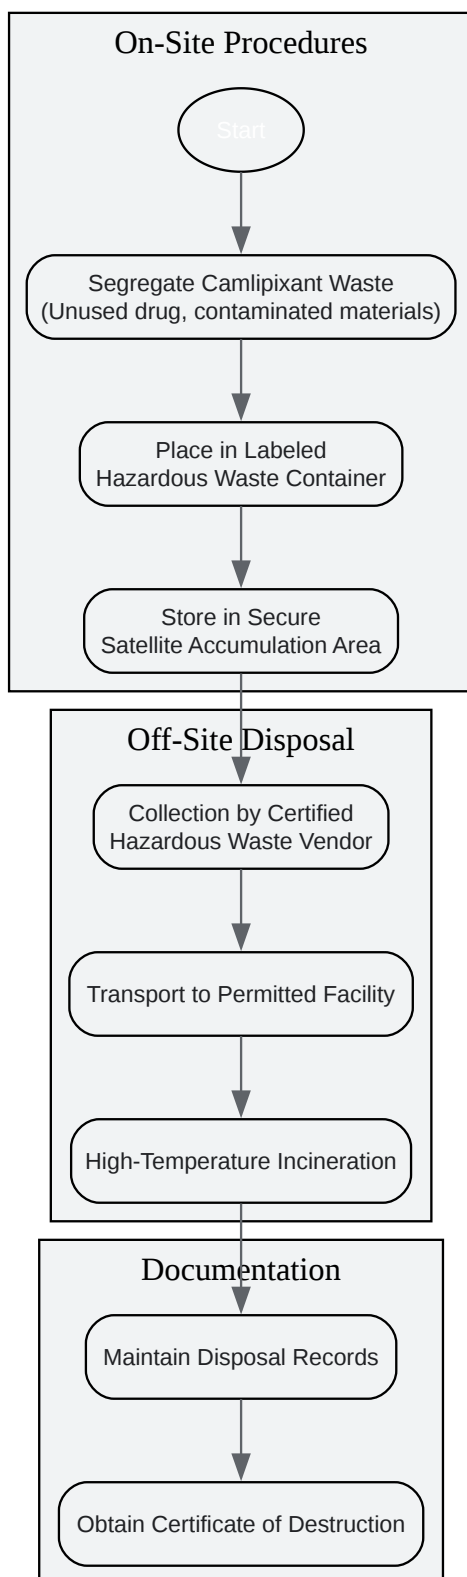 On-Site Procedures
Start
Segregate Camlipixant Waste
(Unused drug, contaminated materials)
Place in Labeled
Hazardous Waste Container
Store in Secure
Satellite Accumulation Area
Off-Site Disposal
Collection by Certified
Hazardous Waste Vendor
Transport to Permitted Facility
High-Temperature Incineration
Documentation
Maintain Disposal Records
Obtain Certificate of Destruction